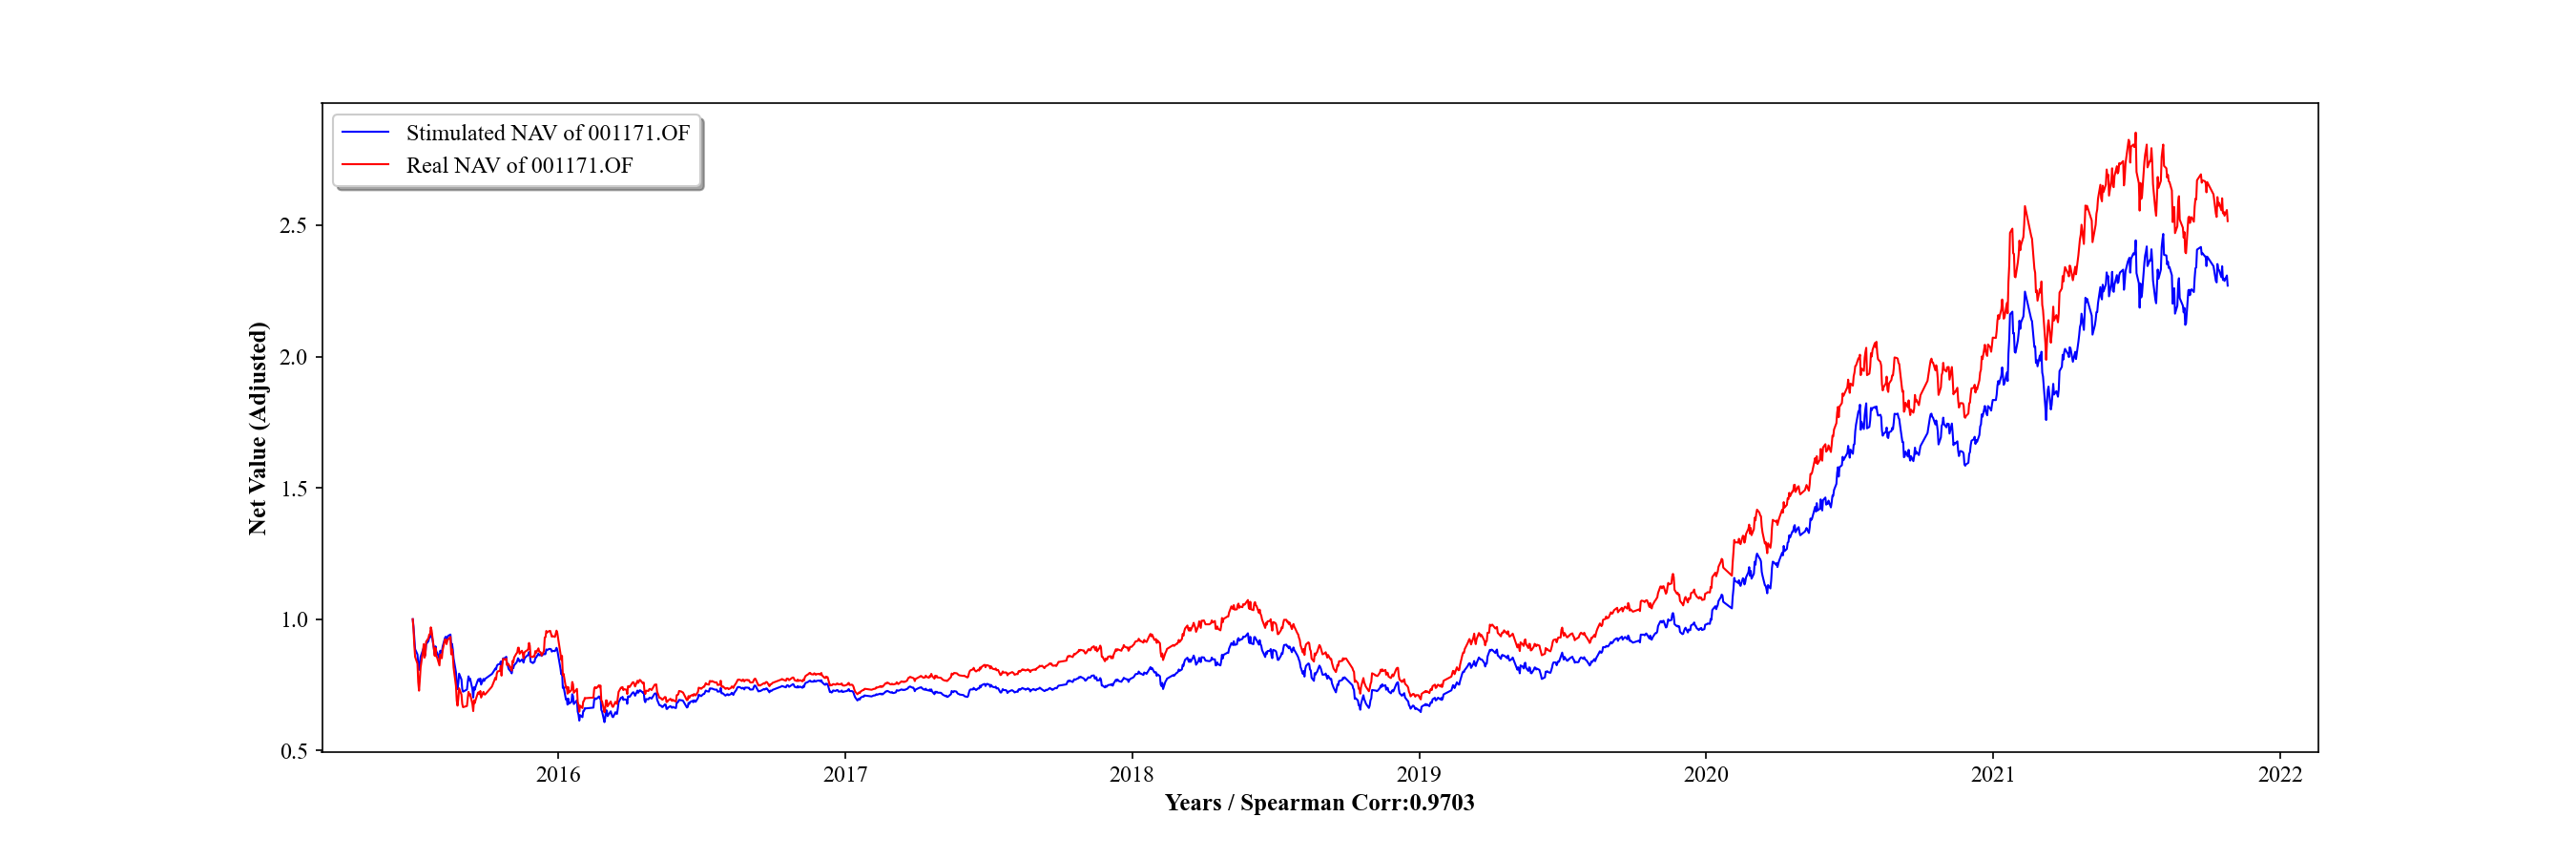 Stimulated NAV of 001171.OF
Real NAV of 001171.OF
Net Value (Adjusted)
2.5
2.0
1.5
1.0
0.5
2016 2017 2018 2019 2020 2021 2022
Years / Spearman Corr:0.9703